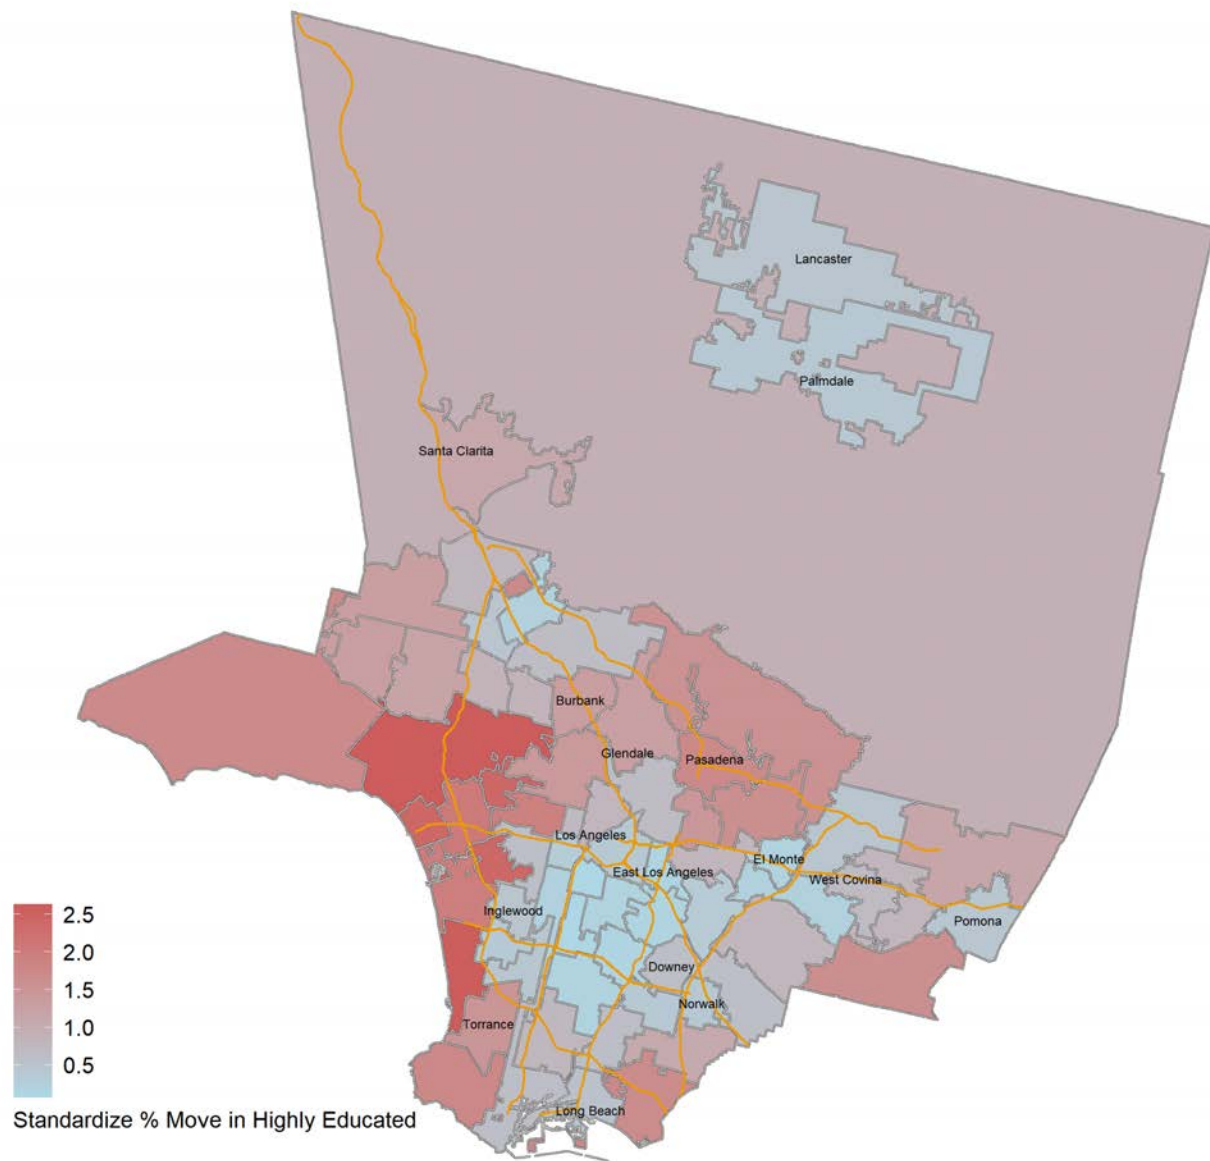 Lancaster
Palmdale
Santa Clarita
Burbank
Glendale
Pasadena
Los Angeles
El Monte
East Los Angeles
West Covina
Inglewood
Pomona
Downey
Norwalk
Torrance
Long Beach
2.5
2.0
1.5
1.0
0.5
Standardize % Move in Highly Educated